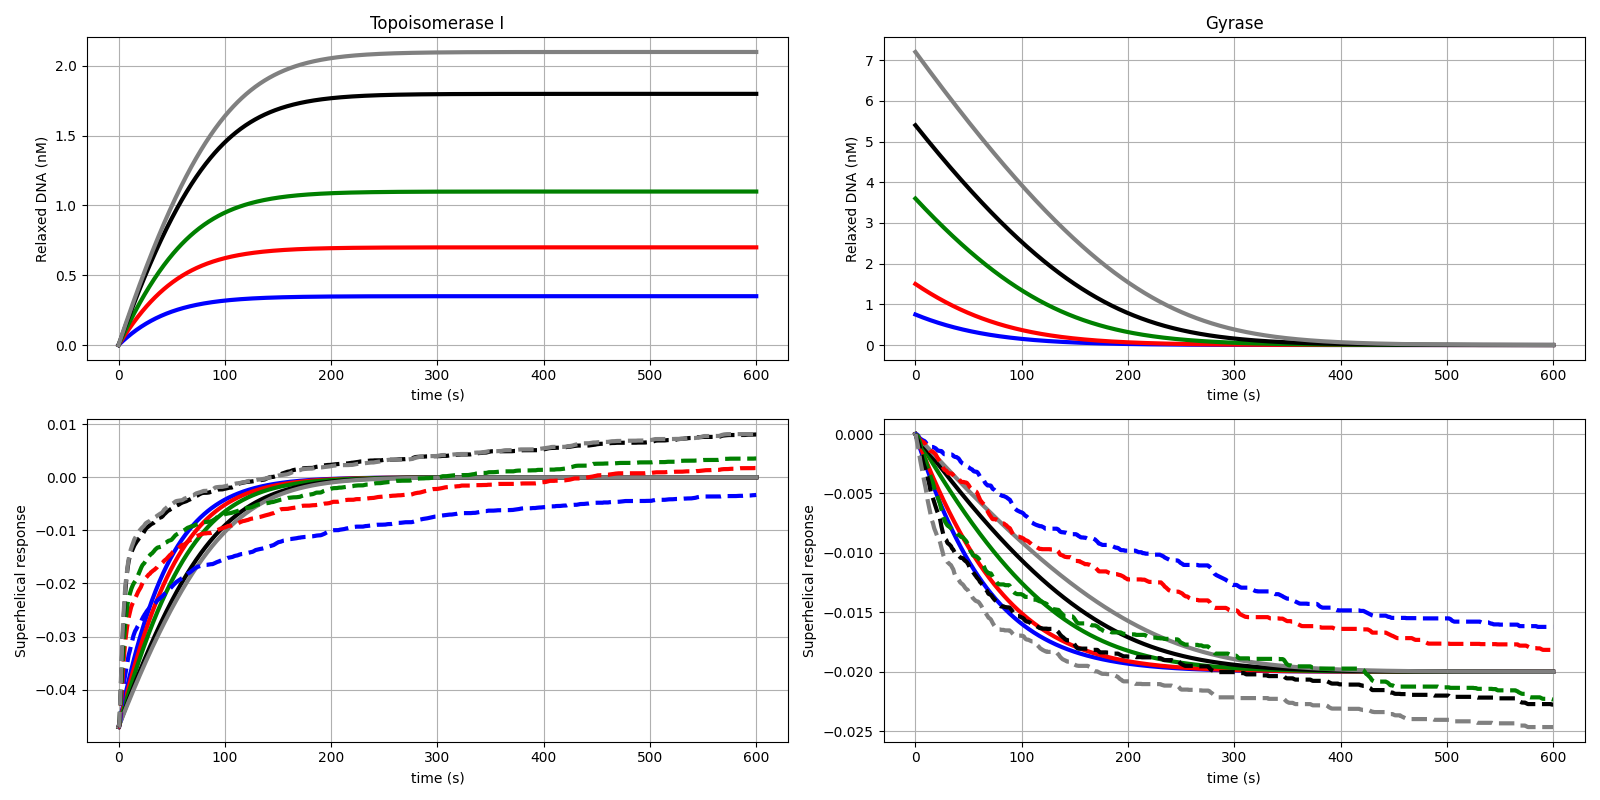 Topoisomerase I
Relaxed DNA (nM)
2.0
1.5
1.0
0.5
0.0
0 100 200 300 400 500 600
time (s)
Gyrase
Relaxed DNA (nM)
7
6
5
4
3
2
1
0
0 100 200 300 400 500 600
time (s)
Superhelical response
0.01
0.00
−0.01
−0.02
−0.03
−0.04
0 100 200 300 400 500 600
time (s)
Superhelical response
0.000
−0.005
−0.010
−0.015
−0.020
−0.025
0 100 200 300 400 500 600
time (s)